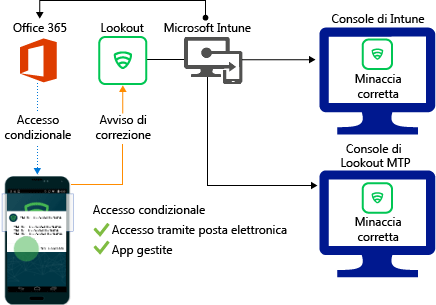 Office 365
Lookout
Microsoft Intune
Console di Intune
Minaccia
corretta
Accesso
condizionale
Avviso di
correzione
Console di
Lookout MTP
Minaccia
corretta
Accesso condizionale
Accesso tramite posta elettronica
App gestite